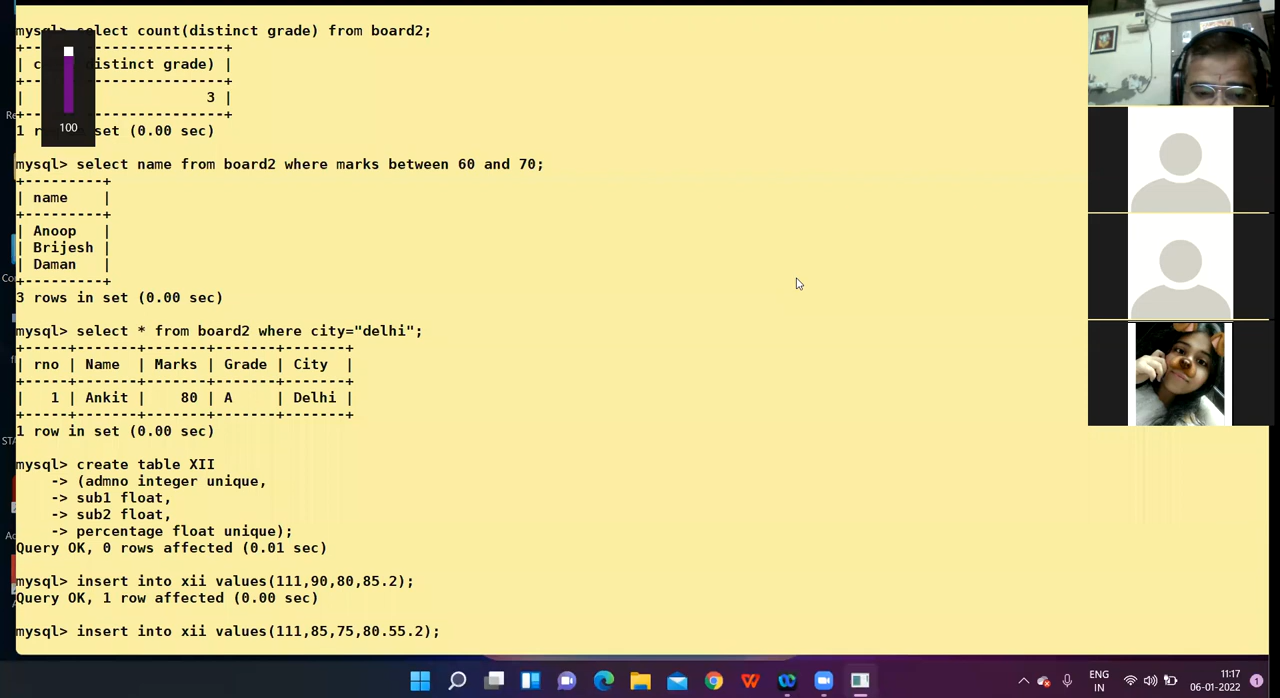 mysql> select count(distinct grade) from board2;
+-----------------------+
| c distinct grade) |
+-----------------------+
| 3 |
+-----------------------+
1 r set (0.00 sec)
100
mysql> select name from board2 where marks between 60 and 70;
+---------+
| name |
+---------+
| Anoop |
| Brijesh |
| Daman |
+---------+
3 rows in set (0.00 sec)
mysql> select * from board2 where city="delhi";
+-----+-------+-------+-------+-------+
| rno | Name | Marks | Grade | City |
+-----+-------+-------+-------+-------+
| 1 | Ankit | 80 | A | Delhi |
+-----+-------+-------+-------+-------+
1 row in set (0.00 sec)
mysql> create table XII
-> (admno integer unique,
-> sub1 float,
-> sub2 float,
-> percentage float unique);
Query OK, 0 rows affected (0.01 sec)
mysql> insert into xii values(111,90,80,85.2);
Query OK, 1 row affected (0.00 sec)
mysql> insert into xii values(111,85,75,80.55.2);
ENG
IN
11:17
06-01-2022
1